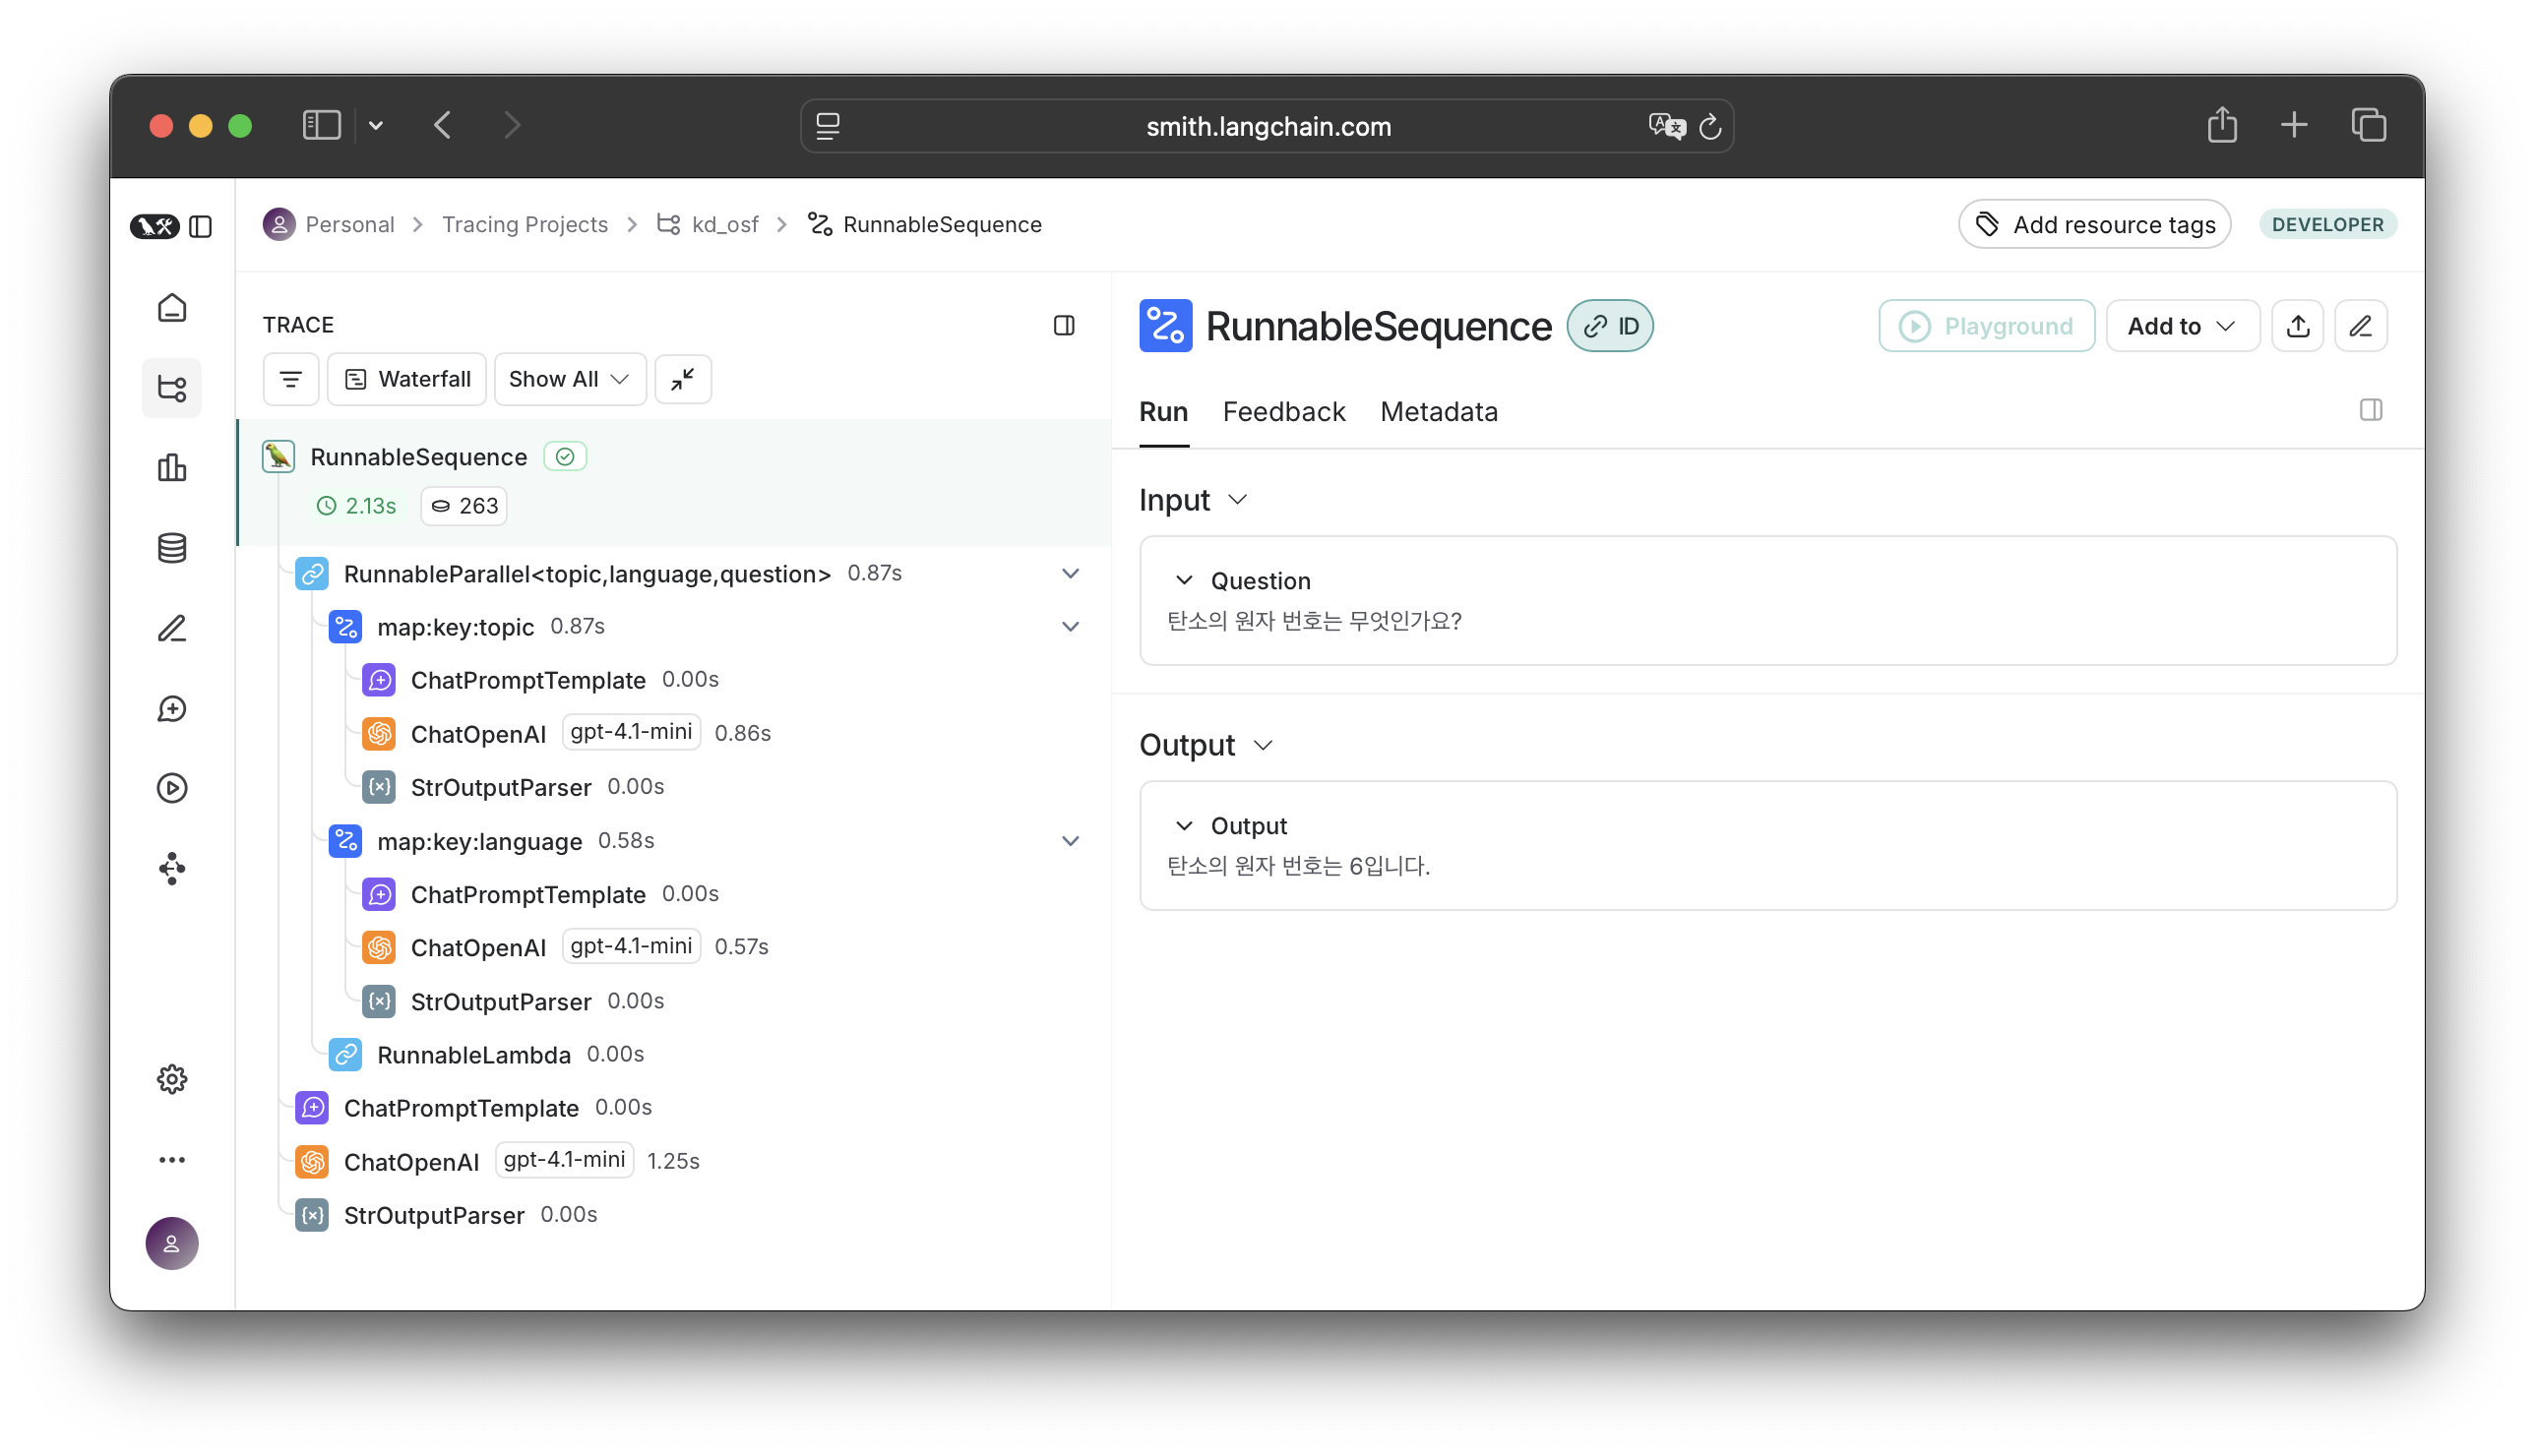 smith.langchain.com
Personal > Tracing Projects > kd_osf > RunnableSequence
Add resource tags
DEVELOPER
TRACE
Waterfall
Show All
RunnableSequence
2.13s 263
RunnableParallel<topic,language,question> 0.87s
map:key:topic 0.87s
ChatPromptTemplate 0.00s
ChatOpenAI gpt-4.1-mini 0.86s
StrOutputParser 0.00s
map:key:language 0.58s
ChatPromptTemplate 0.00s
ChatOpenAI gpt-4.1-mini 0.57s
StrOutputParser 0.00s
RunnableLambda 0.00s
ChatPromptTemplate 0.00s
ChatOpenAI gpt-4.1-mini 1.25s
StrOutputParser 0.00s
RunnableSequence ID
Playground
Add to
Run Feedback Metadata
Input
Question
탄소의 원자 번호는 무엇인가요?
Output
Output
탄소의 원자 번호는 6입니다.